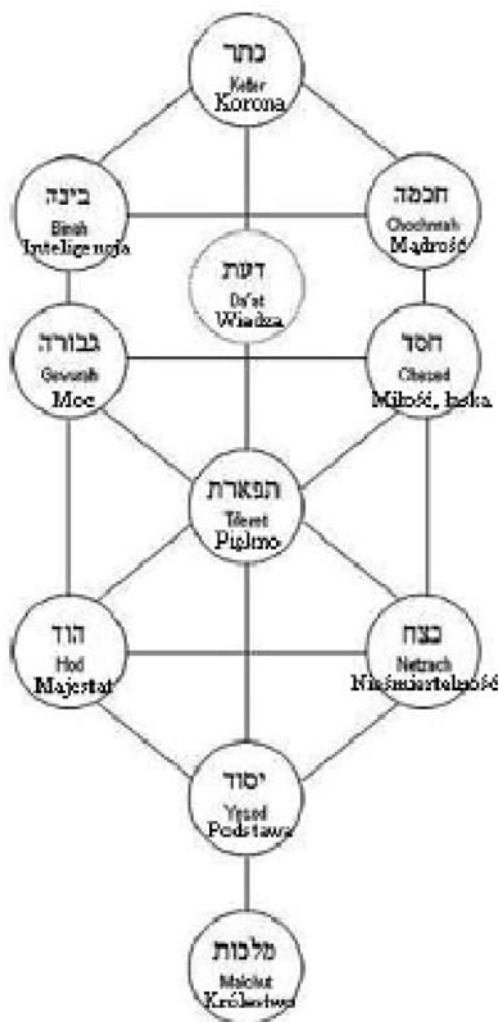 כתר
Keter
Korona
בינה
Binah
Inteligencja
חכמה
Chochmah
Mądrość
דעת
Da'at
Wiedza
גבורה
Gewurah
Moc
חסד
Chesed
Miłość, łaska
תפארת
Tiferet
Piękno
הוד
Hod
Majestat
נצח
Netzach
Nieśmiertelność
יסוד
Yesod
Podstawa
מלכות
Malchut
Królestwo